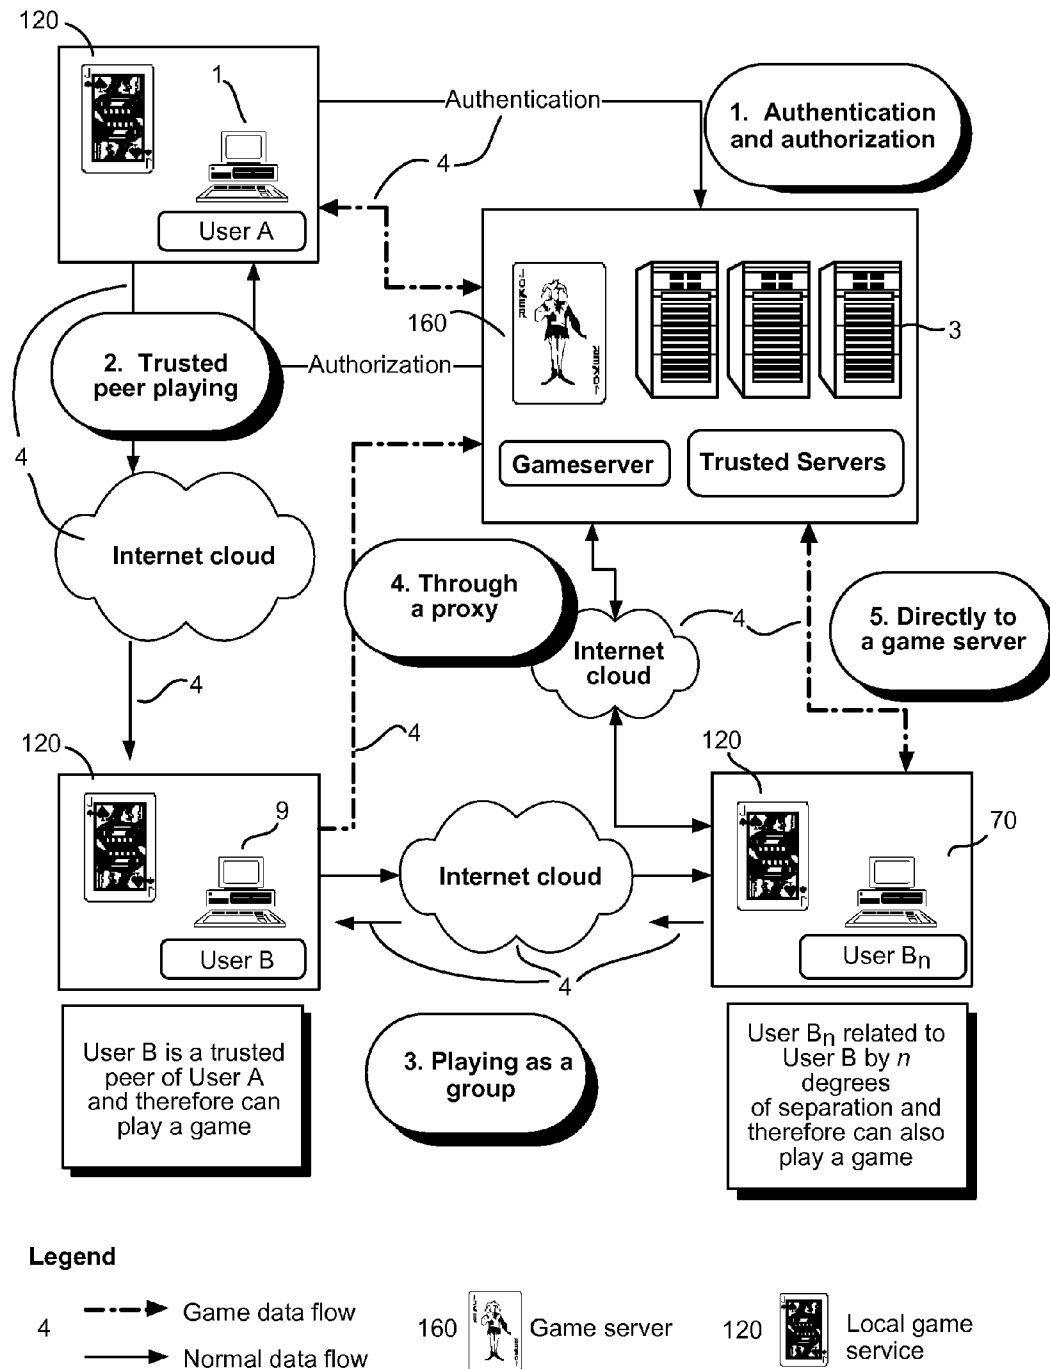 120
1
Authentication
1. Authentication
and authorization
4
User A
4
160
JOKER
JOKER
3
2. Trusted
peer playing
Authorization
Gameserver
Trusted Servers
4
Internet cloud
4. Through
a proxy
4
5. Directly to
a game server
Internet
cloud
4
4
120
120
J
J
9
70
Internet cloud
User B
User Bn
4
User B is a trusted
peer of User A
and therefore can
play a game
3. Playing as a
group
User Bn related to
User B by n
degrees
of separation and
therefore can also
play a game
Legend
4
Game data flow
Normal data flow
160
Game server
120
Local game
service